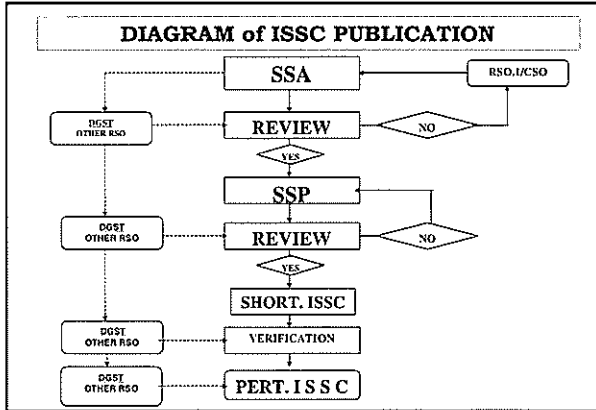 DIAGRAM of ISSC PUBLICATION
SSA
RSO.I/CSO
DGST
OTHER RSO
REVIEW
NO
YES
SSP
DGST
OTHER RSO
REVIEW
NO
YES
SHORT. ISSC
DGST
OTHER RSO
VERIFICATION
DGST
OTHER RSO
PERT. I S S C